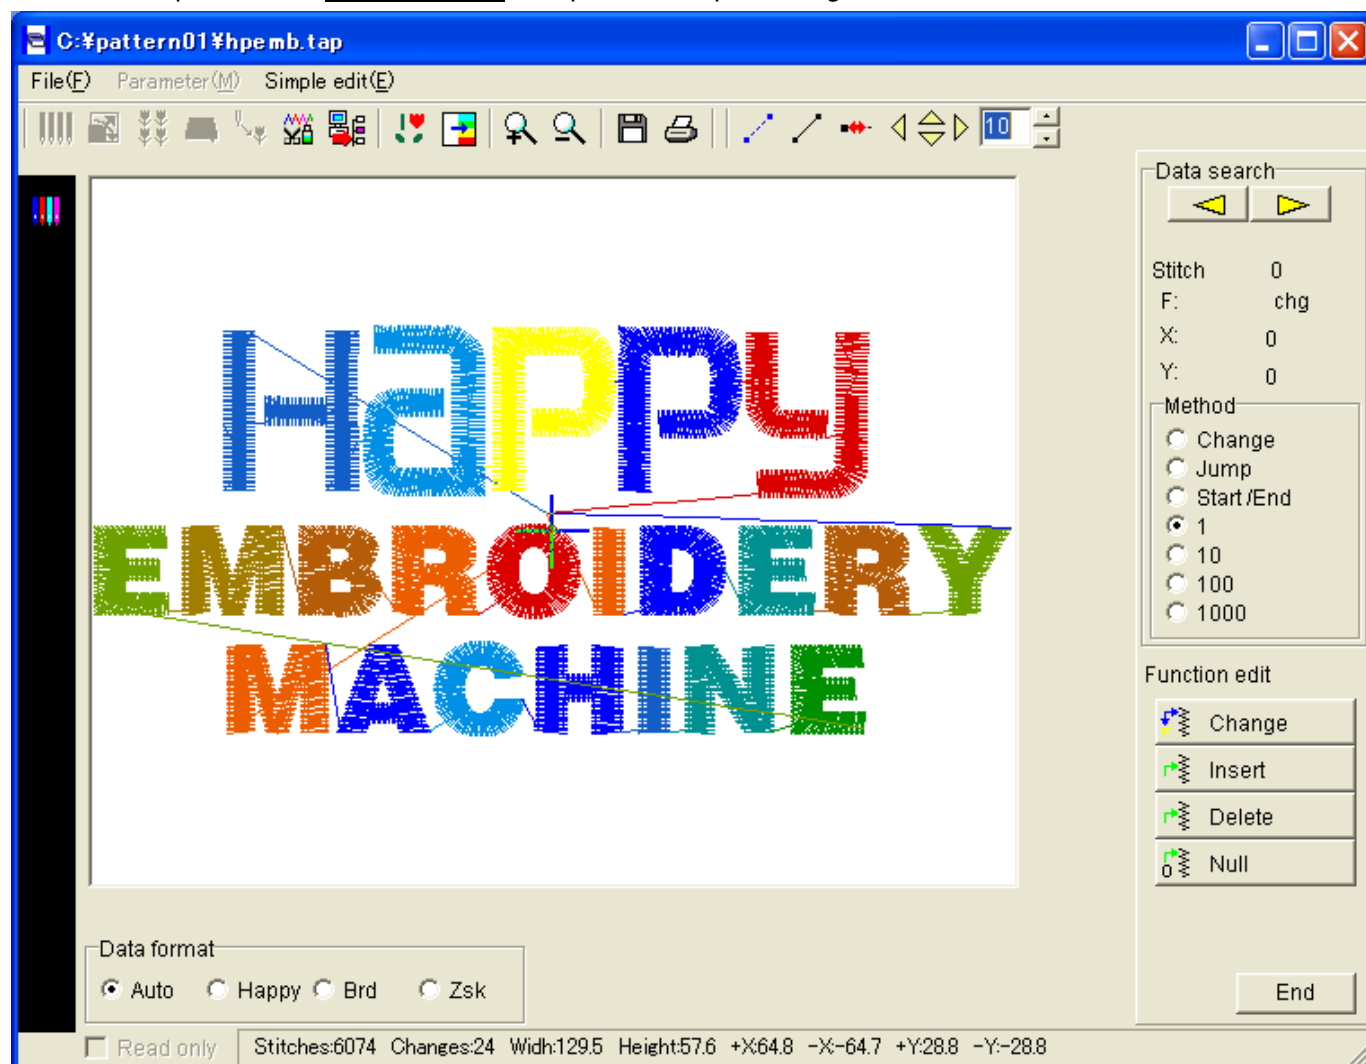 C:¥pattern01¥hpemb.tap
File(F) Parameter(M) Simple edit(E)
10
Data search
Stitch 0
F: chg
X: 0
Y: 0
Method
Change
Jump
Start/End
1
10
100
1000
Function edit
Change
Insert
Delete
Null
End
Happy
EMBROIDERY
MACHINE
Data format
Auto Happy Brd Zsk
Read only Stitches:6074 Changes:24 Widh:129.5 Height:57.6 +X:64.8 -X:-64.7 +Y:28.8 -Y:-28.8